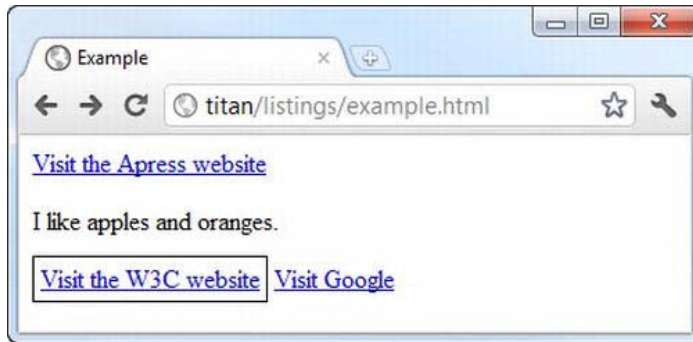 Example
titan/listings/example.html
Visit the Apress website
I like apples and oranges.
Visit the W3C website Visit Google